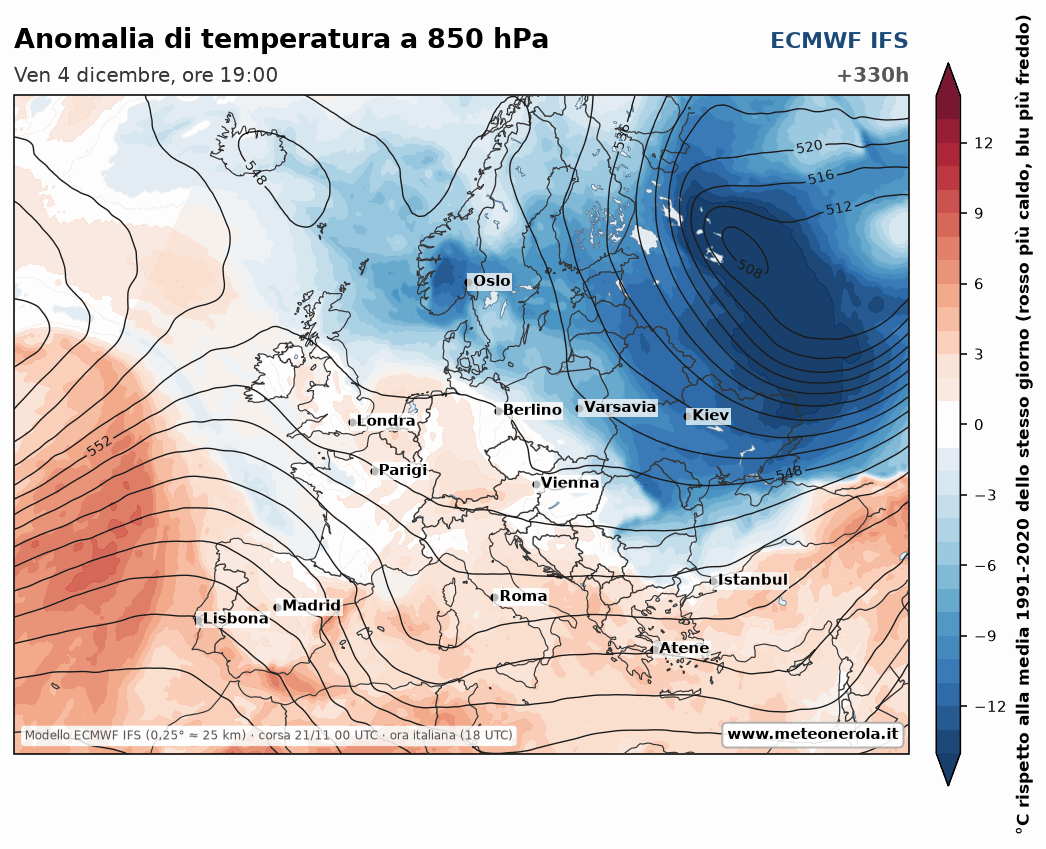 Anomalia di temperatura a 850 hPa
ECMWF IFS
Ven 4 dicembre, ore 19:00
+330h
536
520
516
512
508
548
552
548
Oslo
Londra
Berlino
Varsavia
Kiev
Parigi
Vienna
Istanbul
Roma
Madrid
Lisbona
Atene
Modello ECMWF IFS (0,25° ≈ 25 km) · corsa 21/11 00 UTC · ora italiana (18 UTC)
www.meteonerola.it
12
9
6
3
0
−3
−6
−9
−12
°C rispetto alla media 1991-2020 dello stesso giorno (rosso più caldo, blu più freddo)